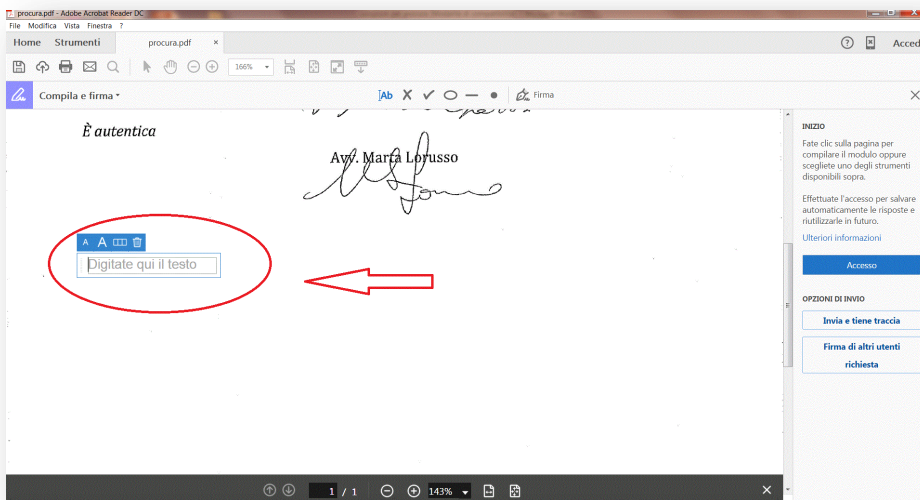 procura.pdf - Adobe Acrobat Reader DC
File Modifica Vista Finestra ?
Home Strumenti procura.pdf × ? Acced
166%
Compila e firma Ab Firma
È autentica
Avv. Marta Lorusso
A A
Digitate qui il testo
INIZIO
Fate clic sulla pagina per
compilare il modulo oppure
scegliete uno degli strumenti
disponibili sopra.
Effettuate l'accesso per salvare
automaticamente le risposte e
riutilizzarle in futuro.
Ulteriori informazioni
Accesso
OPZIONI DI INVIO
Invia e tiene traccia
Firma di altri utenti
richiesta
1 / 1 143%